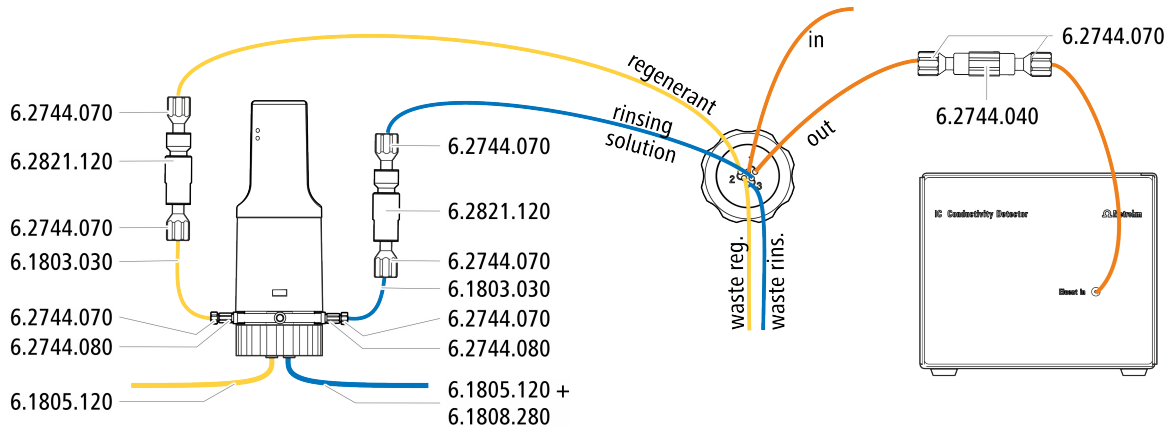 6.2744.070
6.2821.120
6.2744.070
6.1803.030
6.2744.070
6.2744.080
6.1805.120
6.2744.070
6.2821.120
6.2744.070
6.1803.030
6.2744.070
6.2744.080
6.1805.120 +
6.1808.280
regenerant
rinsing
solution
in
out
2
3
waste reg.
waste rins.
6.2744.070
6.2744.040
IC Conductivity Detector
Metrohm
Eluent in